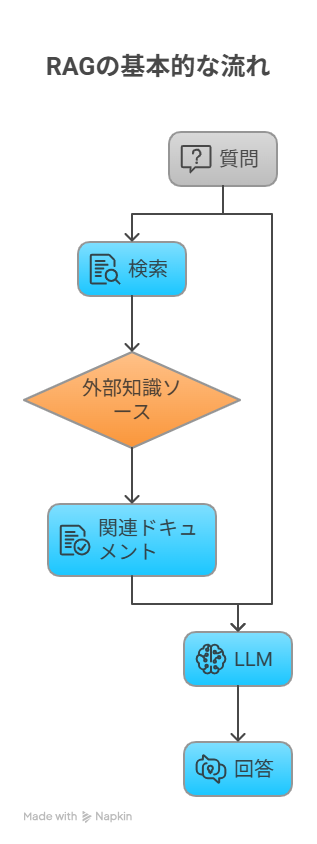 RAGの基本的な流れ
質問
検索
外部知識ソ
ース
関連ドキュ
メント
LLM
回答
Made with Napkin